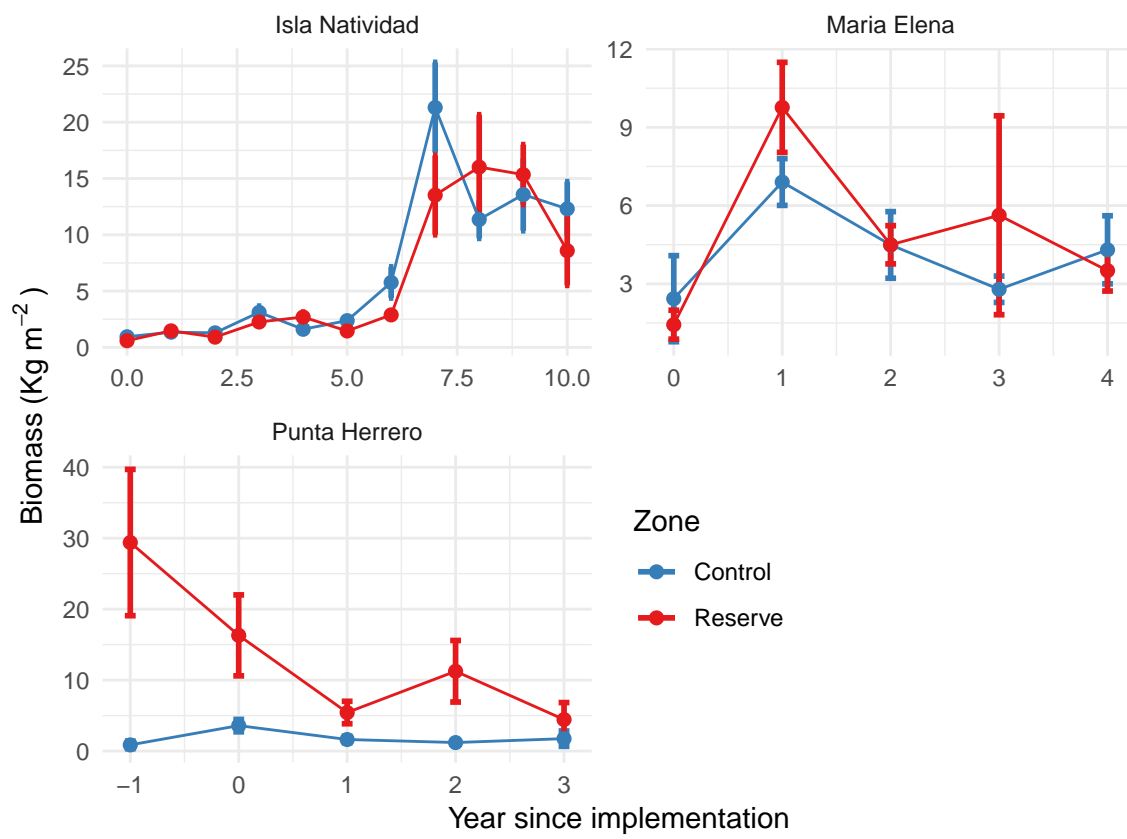 Isla Natividad
Maria Elena
25
20
15
10
5
0
0.0 2.5 5.0 7.5 10.0
12
9
6
3
0 1 2 3 4
Biomass (Kg m⁻²)
Punta Herrero
40
30
20
10
0
−1 0 1 2 3
Zone
Control
Reserve
Year since implementation